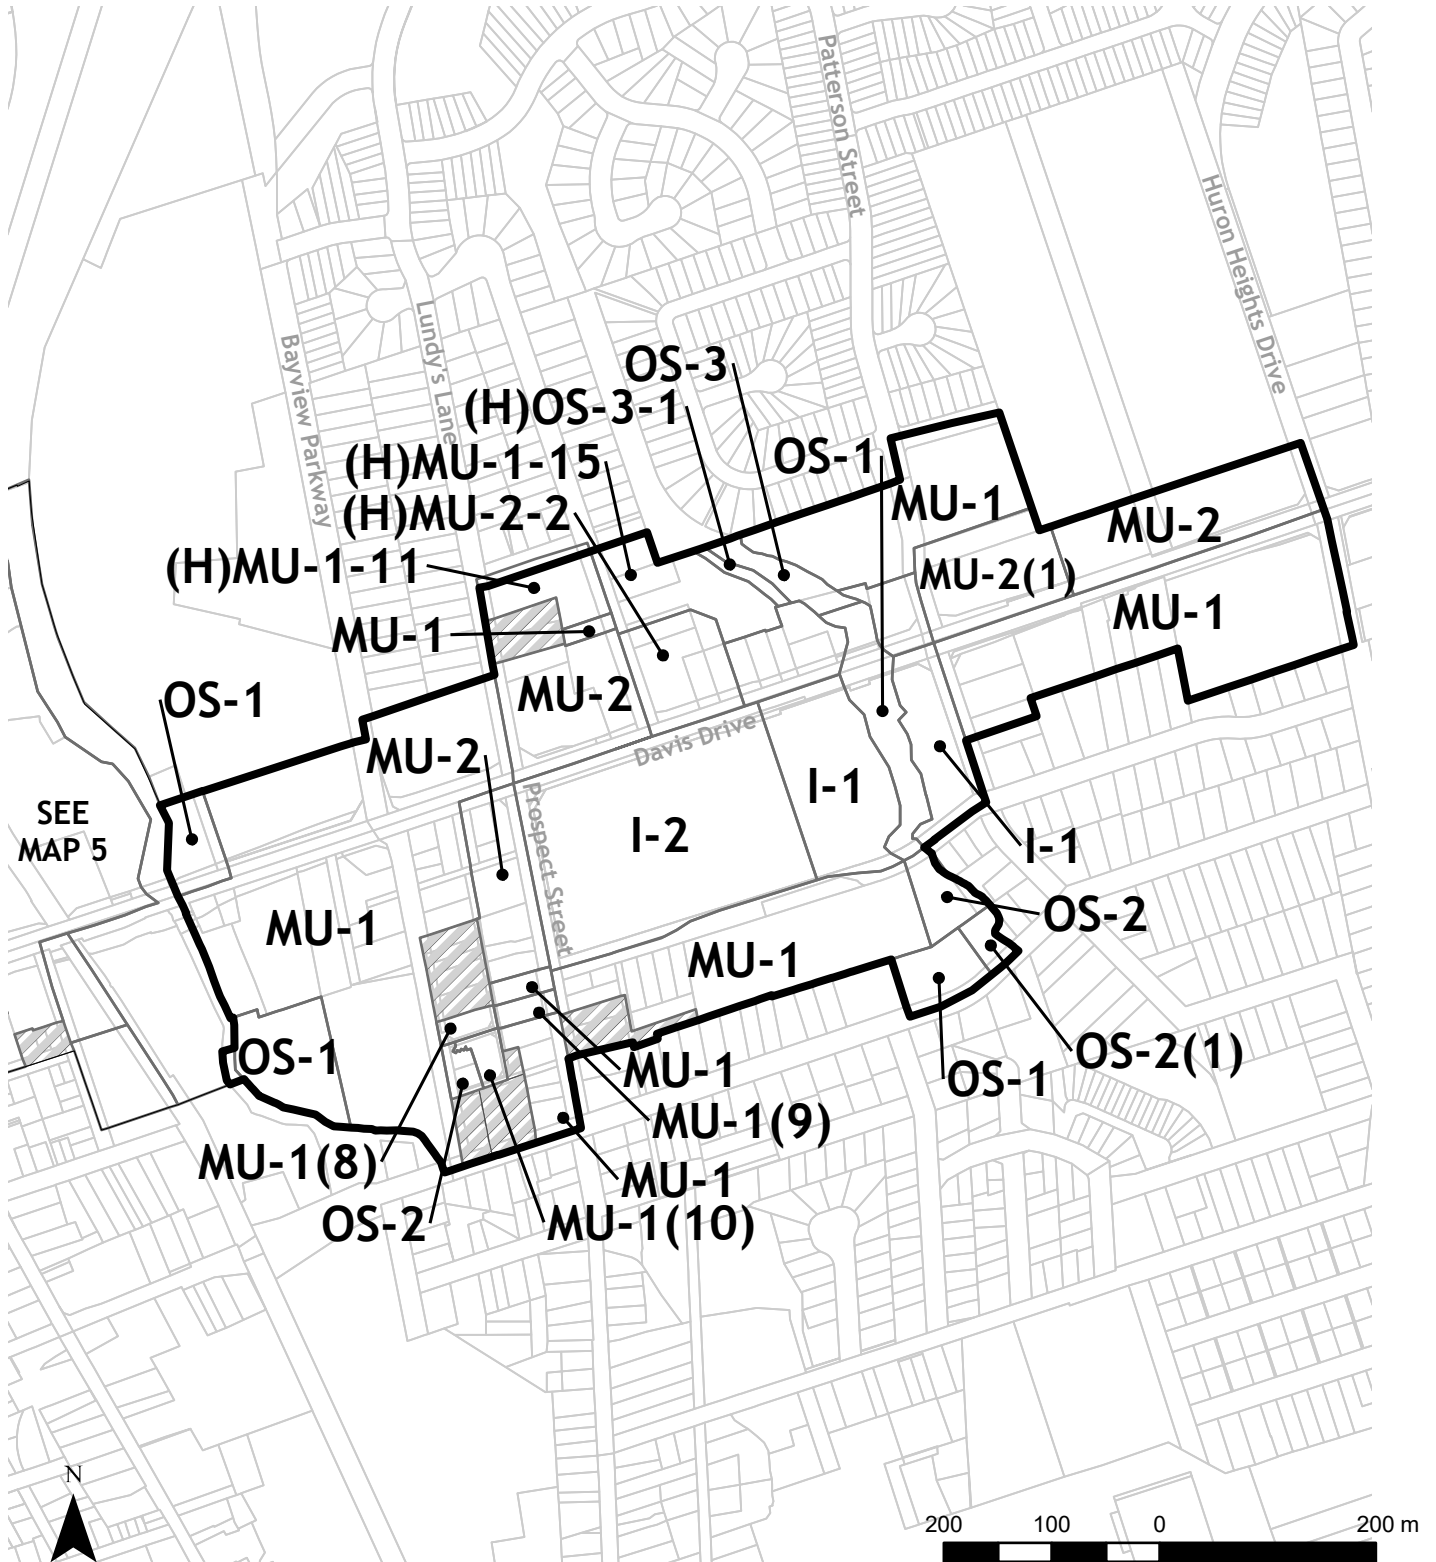 Patterson Street
Huron Heights Drive
Lundy's Lane
Bayview Parkway
OS-3
(H)OS-3-1
OS-1
(H)MU-1-15
MU-1
(H)MU-2-2
MU-2
(H)MU-1-11
MU-2(1)
MU-1
MU-1
OS-1
MU-2
Davis Drive
MU-2
I-1
SEE
MAP 5
Prospect Street
I-2
I-1
OS-2
MU-1
MU-1
OS-1
OS-2(1)
MU-1
OS-1
MU-1(9)
MU-1(8)
MU-1
OS-2
MU-1(10)
N
200 100 0 200 m